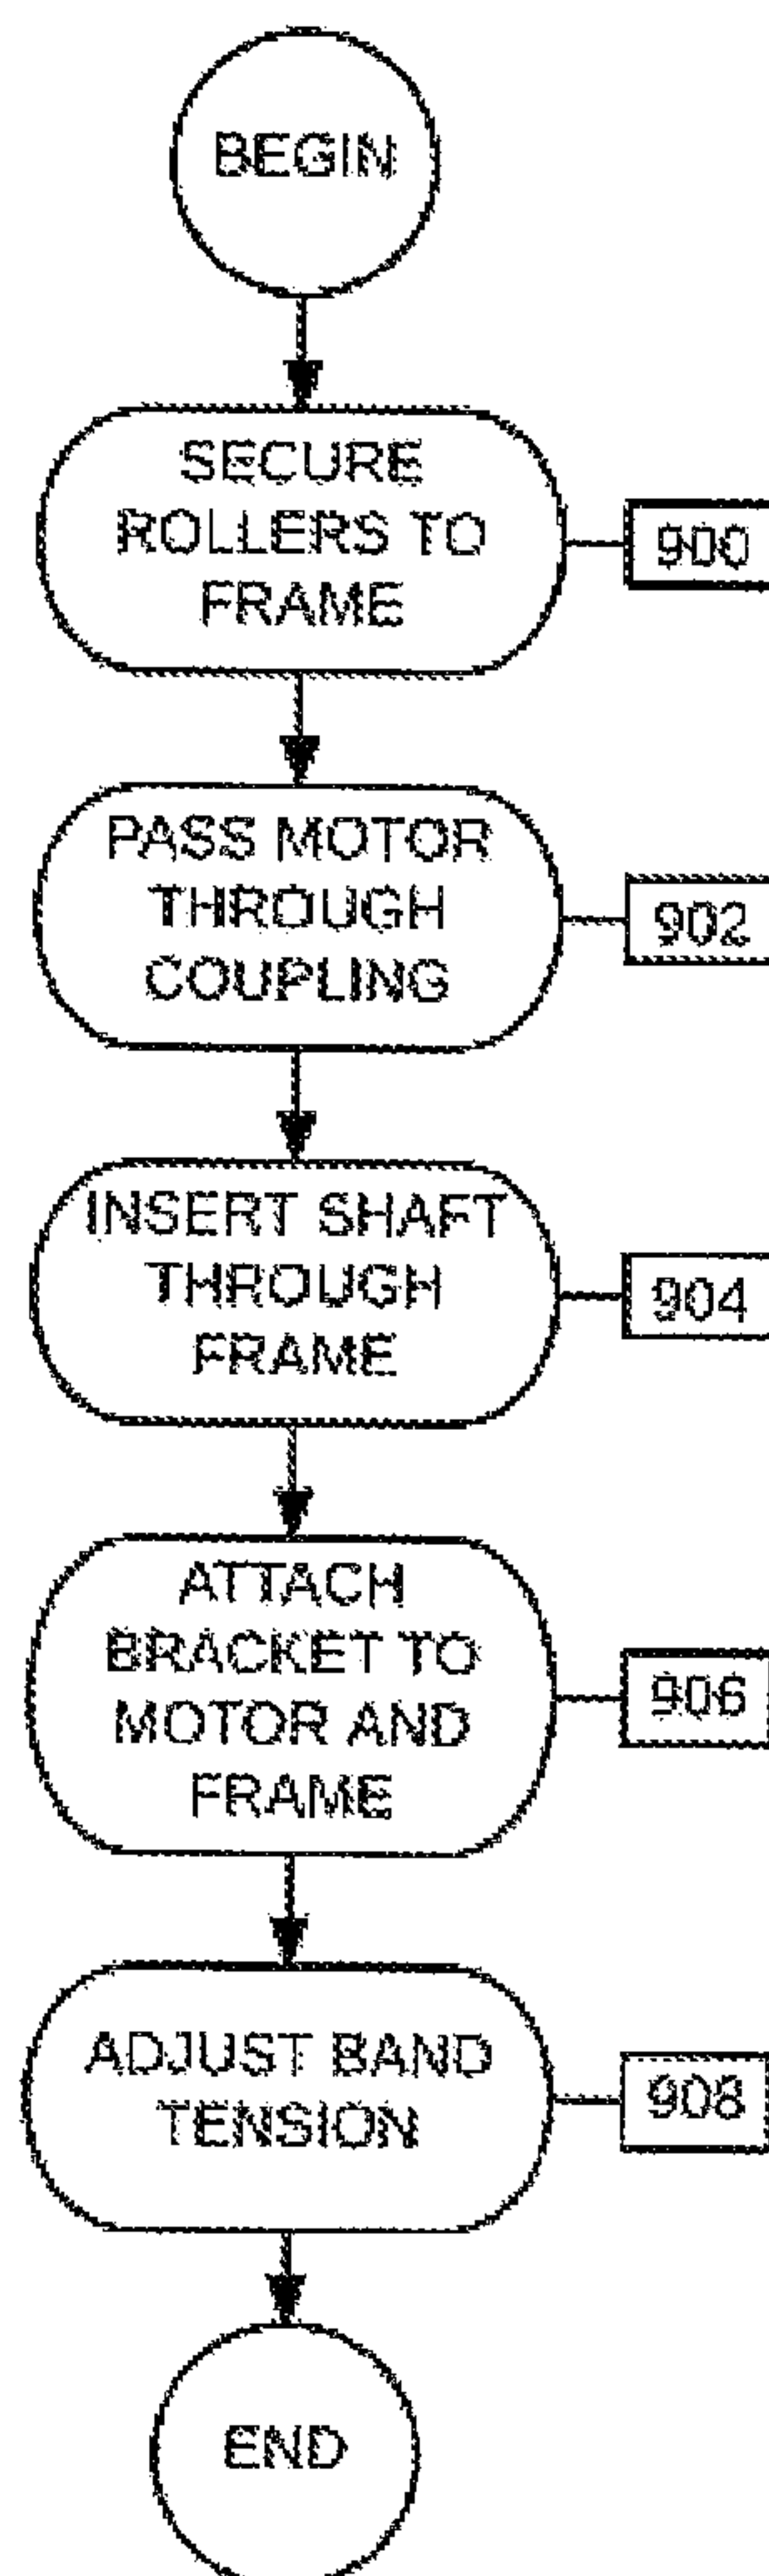 BEGIN
SECURE
ROLLERS TO
FRAME
900
PASS MOTOR
THROUGH
COUPLING
902
INSERT SHAFT
THROUGH
FRAME
904
ATTACH
BRACKET TO
MOTOR AND
FRAME
906
ADJUST BAND
TENSION
908
END